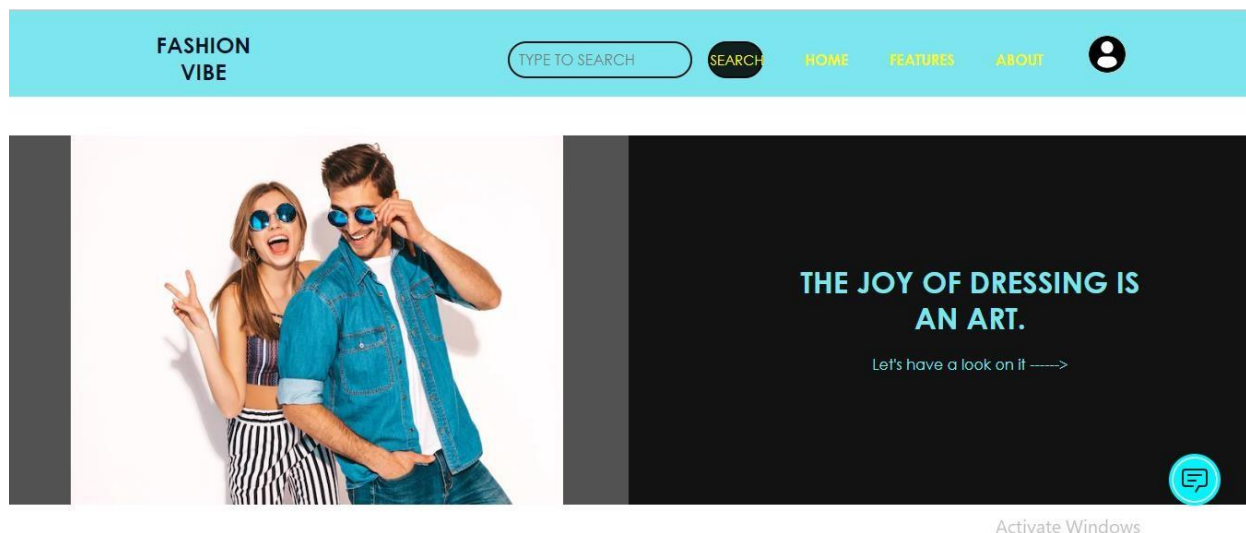 FASHION
VIBE
TYPE TO SEARCH
SEARCH
HOME
FEATURES
ABOUT
THE JOY OF DRESSING IS
AN ART.
Let's have a look on it ------>
Activate Windows